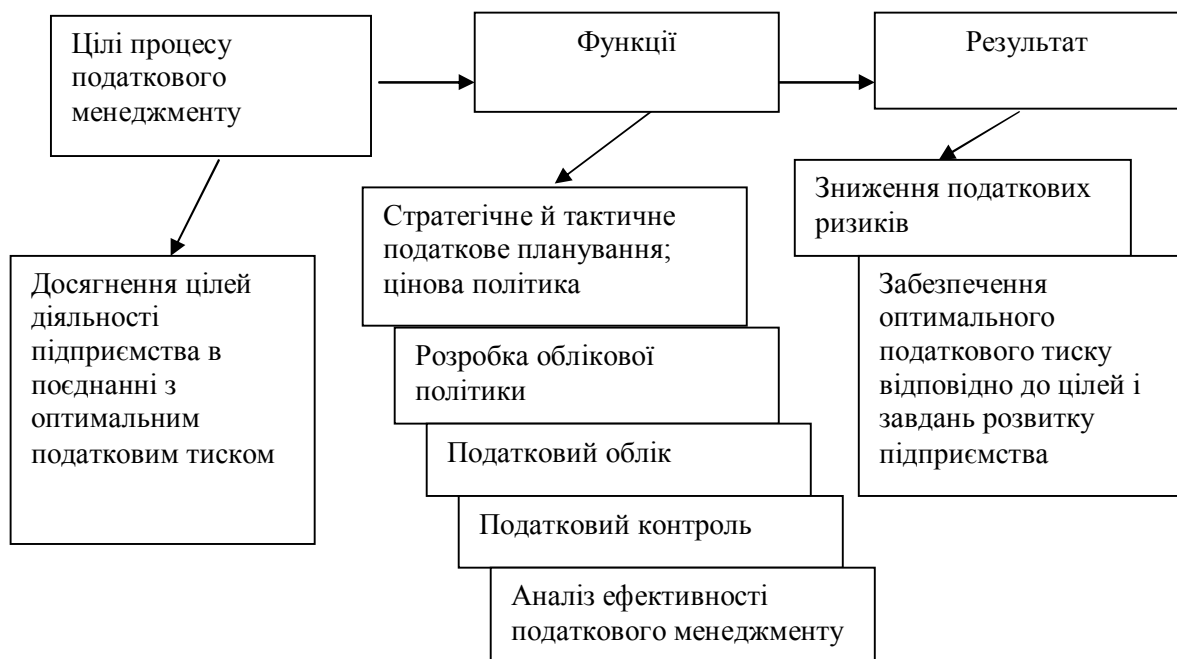 Цілі процесу
податкового
менеджменту
Функції
Результат
Досягнення цілей
діяльності
підприємства в
поєднанні з
оптимальним
податковим тиском
Стратегічне й тактичне
податкове планування;
цінова політика
Розробка облікової
політики
Податковий облік
Податковий контроль
Аналіз ефективності
податкового менеджменту
Зниження податкових
ризиків
Забезпечення
оптимального
податкового тиску
відповідно до цілей і
завдань розвитку
підприємства